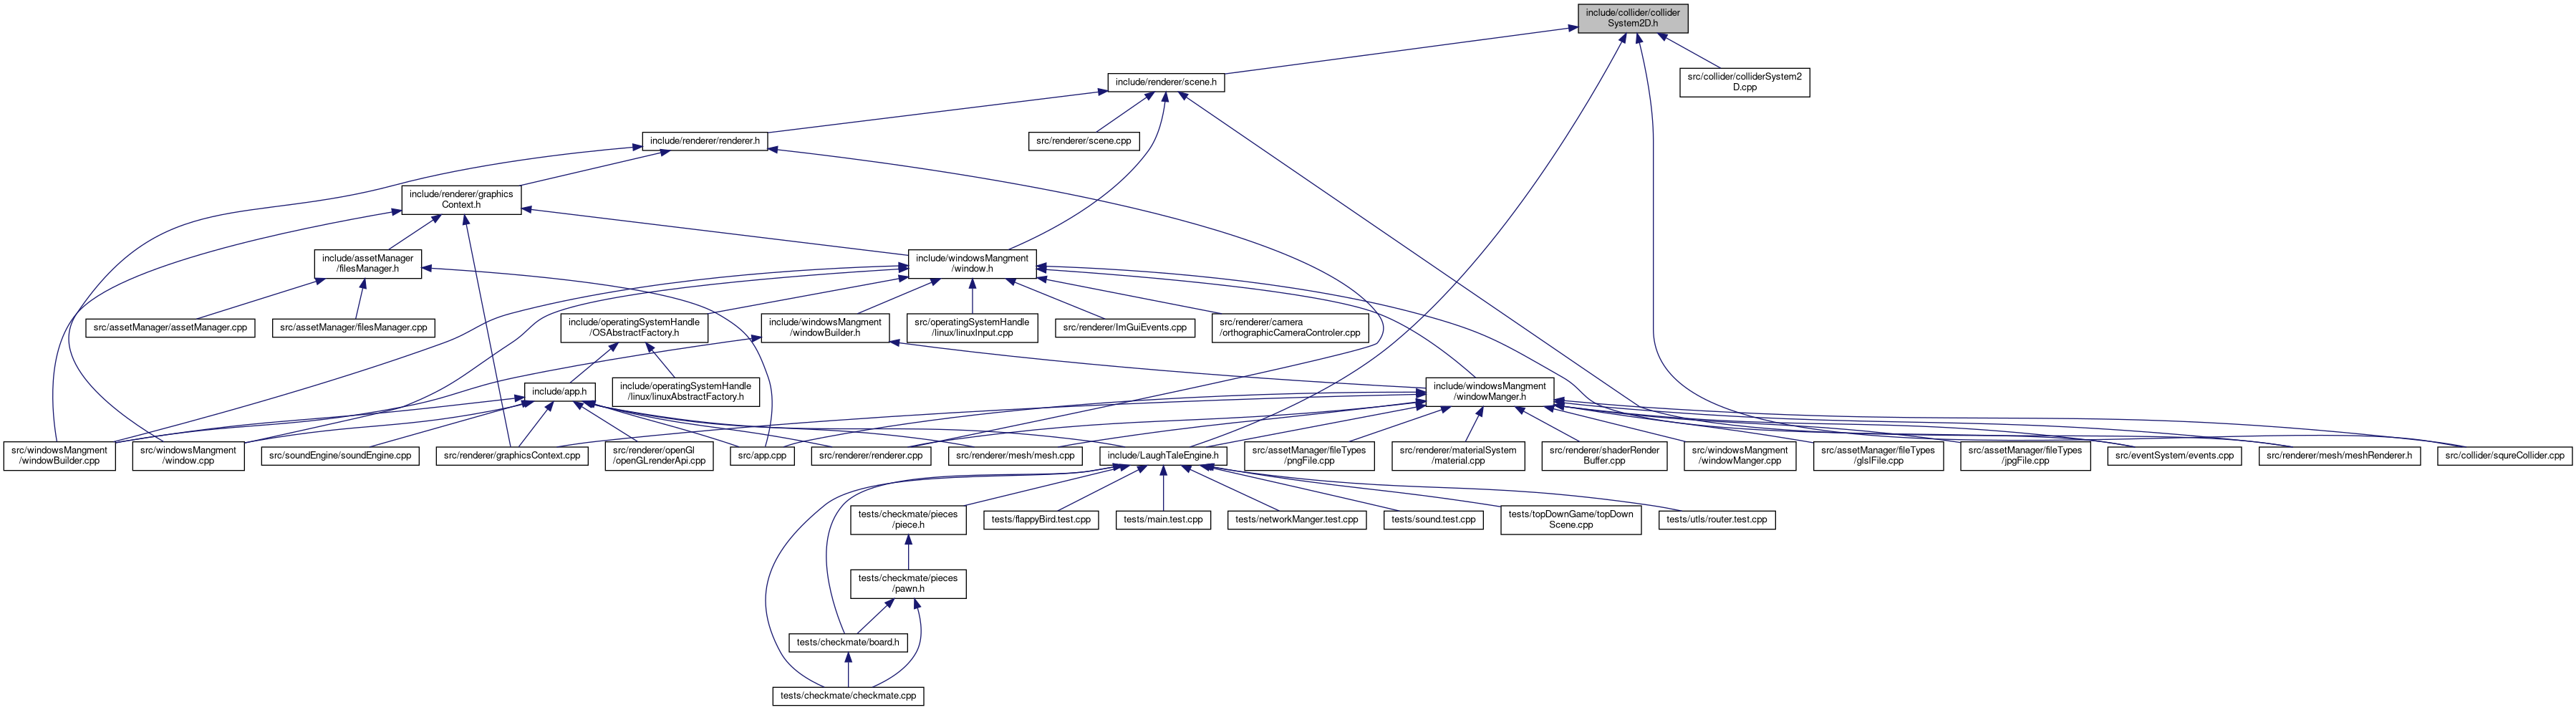 include/collider/collider
System2D.h
include/renderer/scene.h
src/collider/colliderSystem2
D.cpp
include/renderer/renderer.h
src/renderer/scene.cpp
include/renderer/graphics
Context.h
include/assetManager
/filesManager.h
include/windowsMangment
/window.h
src/assetManager/assetManager.cpp
src/assetManager/filesManager.cpp
include/operatingSystemHandle
/OSAbstractFactory.h
include/windowsMangment
/windowBuilder.h
src/operatingSystemHandle
/linux/linuxInput.cpp
src/renderer/ImGuiEvents.cpp
src/renderer/camera
/orthographicCameraControler.cpp
include/app.h
include/operatingSystemHandle
/linux/linuxAbstractFactory.h
include/windowsMangment
/windowManger.h
src/windowsMangment
/windowBuilder.cpp
src/windowsMangment
/window.cpp
src/soundEngine/soundEngine.cpp
src/renderer/graphicsContext.cpp
src/renderer/openGl
/openGLrenderApi.cpp
src/app.cpp
src/renderer/renderer.cpp
src/renderer/mesh/mesh.cpp
include/LaughTaleEngine.h
src/assetManager/fileTypes
/pngFile.cpp
src/renderer/materialSystem
/material.cpp
src/renderer/shaderRender
Buffer.cpp
src/windowsMangment
/windowManger.cpp
src/assetManager/fileTypes
/glslFile.cpp
src/assetManager/fileTypes
/jpgFile.cpp
src/eventSystem/events.cpp
src/renderer/mesh/meshRenderer.h
src/collider/squreCollider.cpp
tests/checkmate/pieces
/piece.h
tests/flappyBird.test.cpp
tests/main.test.cpp
tests/networkManger.test.cpp
tests/sound.test.cpp
tests/topDownGame/topDown
Scene.cpp
tests/utls/router.test.cpp
tests/checkmate/pieces
/pawn.h
tests/checkmate/board.h
tests/checkmate/checkmate.cpp